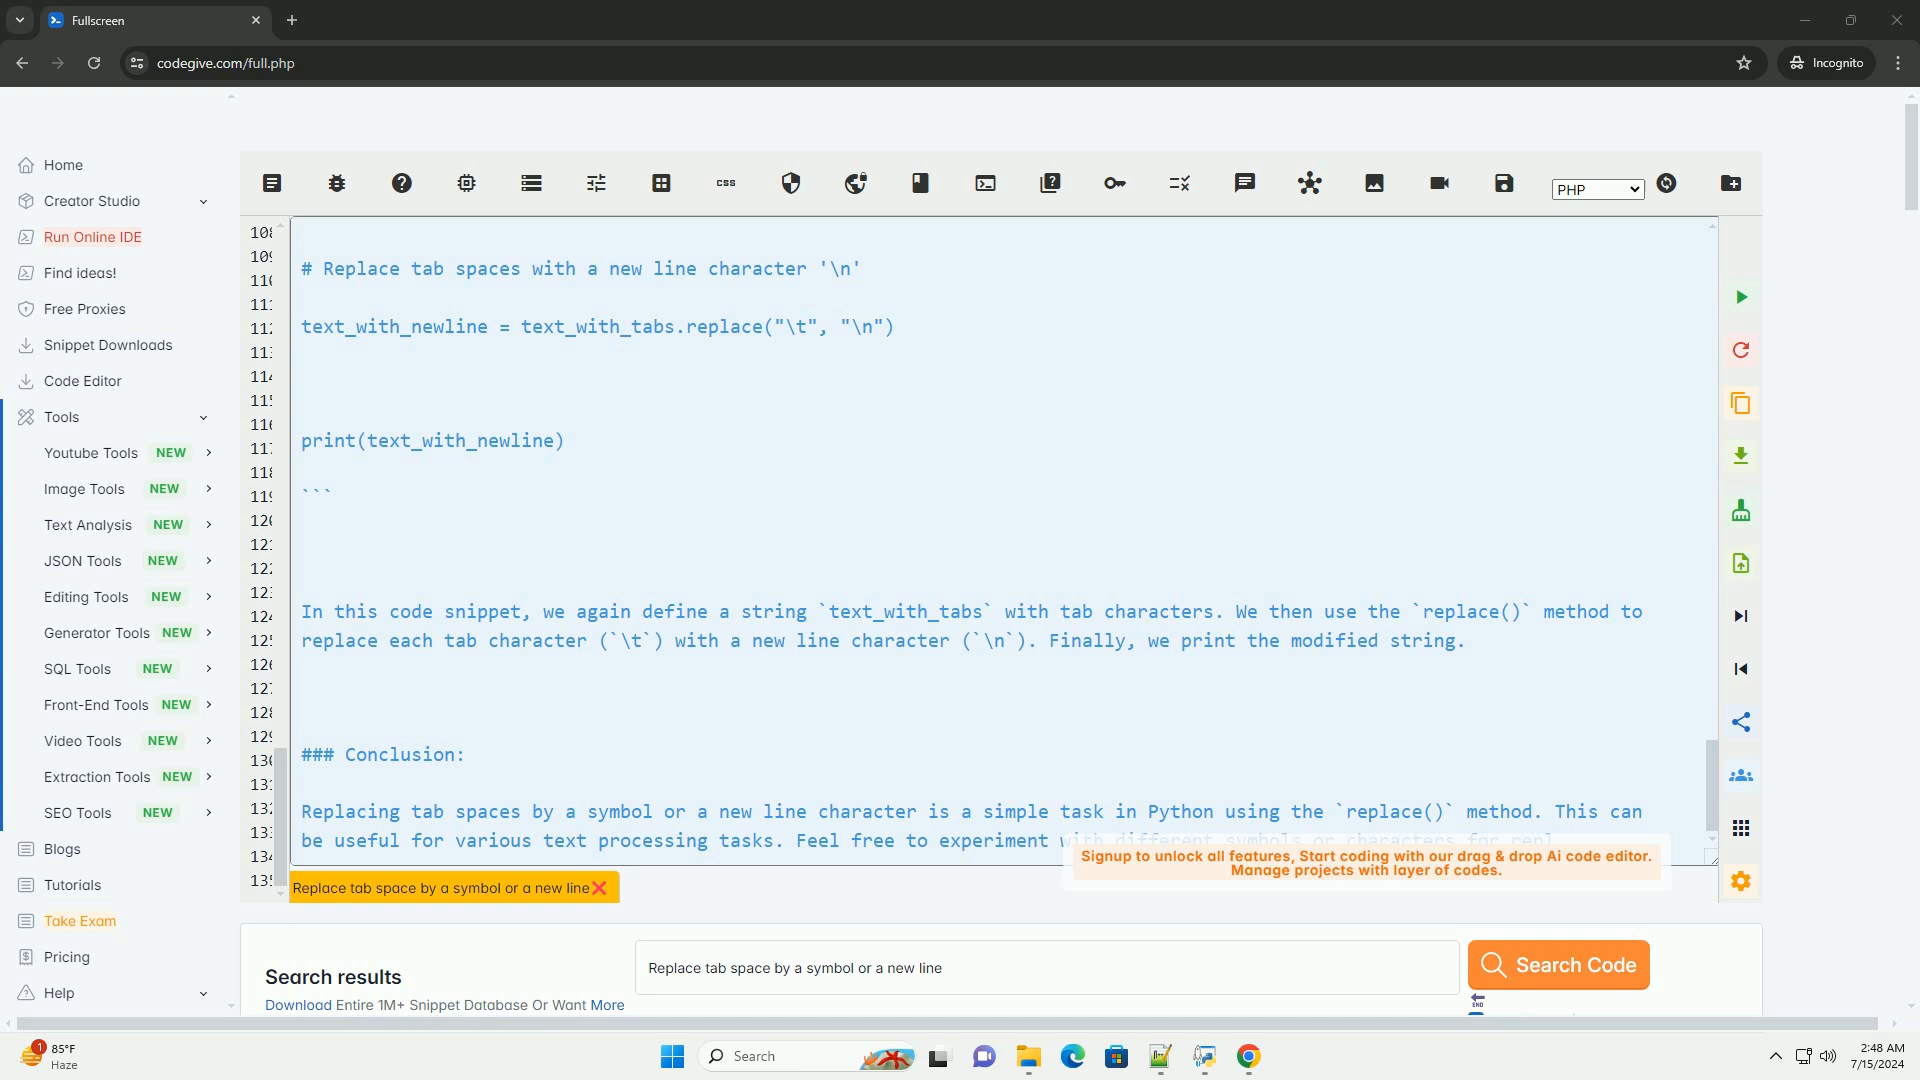 Fullscreen
codegive.com/full.php
Incognito
Home
Creator Studio
Run Online IDE
Find ideas!
Free Proxies
Snippet Downloads
Code Editor
Tools
Youtube Tools NEW
Image Tools NEW
Text Analysis NEW
JSON Tools NEW
Editing Tools NEW
Generator Tools NEW
SQL Tools NEW
Front-End Tools NEW
Video Tools NEW
Extraction Tools NEW
SEO Tools NEW
Blogs
Tutorials
Take Exam
Pricing
Help
css
PHP
# Replace tab spaces with a new line character '\n'
text_with_newline = text_with_tabs.replace("\t", "\n")
print(text_with_newline)
```
In this code snippet, we again define a string `text_with_tabs` with tab characters. We then use the `replace()` method to
replace each tab character (`\t`) with a new line character (`\n`). Finally, we print the modified string.
### Conclusion:
Replacing tab spaces by a symbol or a new line character is a simple task in Python using the `replace()` method. This can
be useful for various text processing tasks. Feel free to experiment with different symbols or characters for repl
Signup to unlock all features, Start coding with our drag & drop Ai code editor.
Manage projects with layer of codes.
Replace tab space by a symbol or a new line
Search results
Download Entire 1M+ Snippet Database Or Want More
Replace tab space by a symbol or a new line
Search Code
END
1
85°F
Haze
Search
2:48 AM
7/15/2024